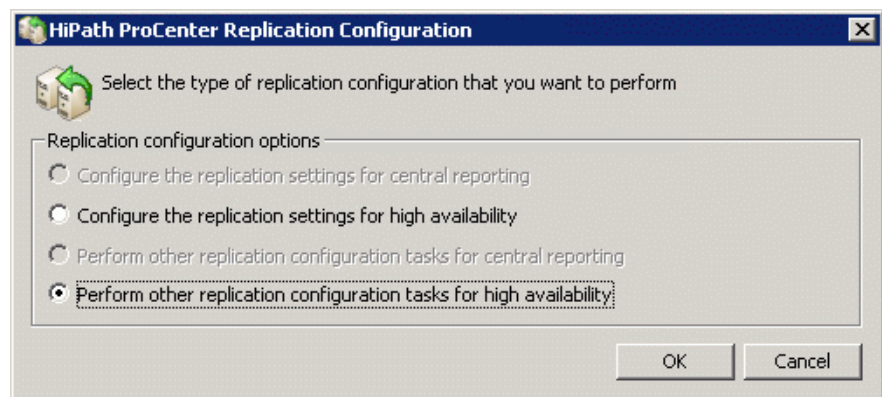 HiPath ProCenter Replication Configuration
Select the type of replication configuration that you want to perform
Replication configuration options
Configure the replication settings for central reporting
Configure the replication settings for high availability
Perform other replication configuration tasks for central reporting
Perform other replication configuration tasks for high availability
OK Cancel